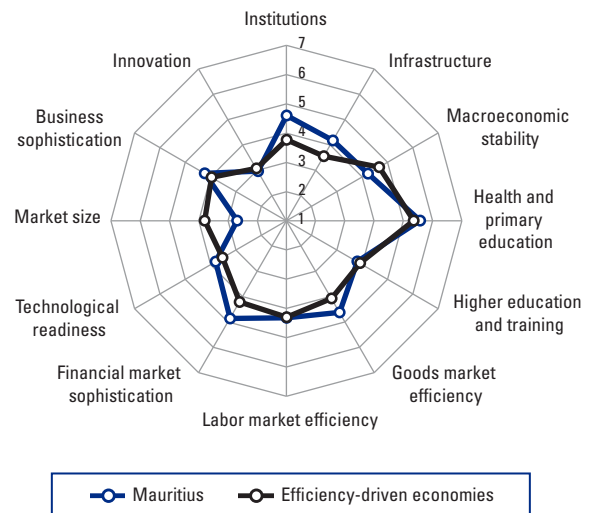 Institutions
Innovation
Infrastructure
Business
sophistication
Macroeconomic
stability
Market size
Health and
primary
education
Technological
readiness
Higher education
and training
Financial market
sophistication
Goods market
efficiency
Labor market efficiency
7
6
5
4
3
2
1
Mauritius
Efficiency-driven economies